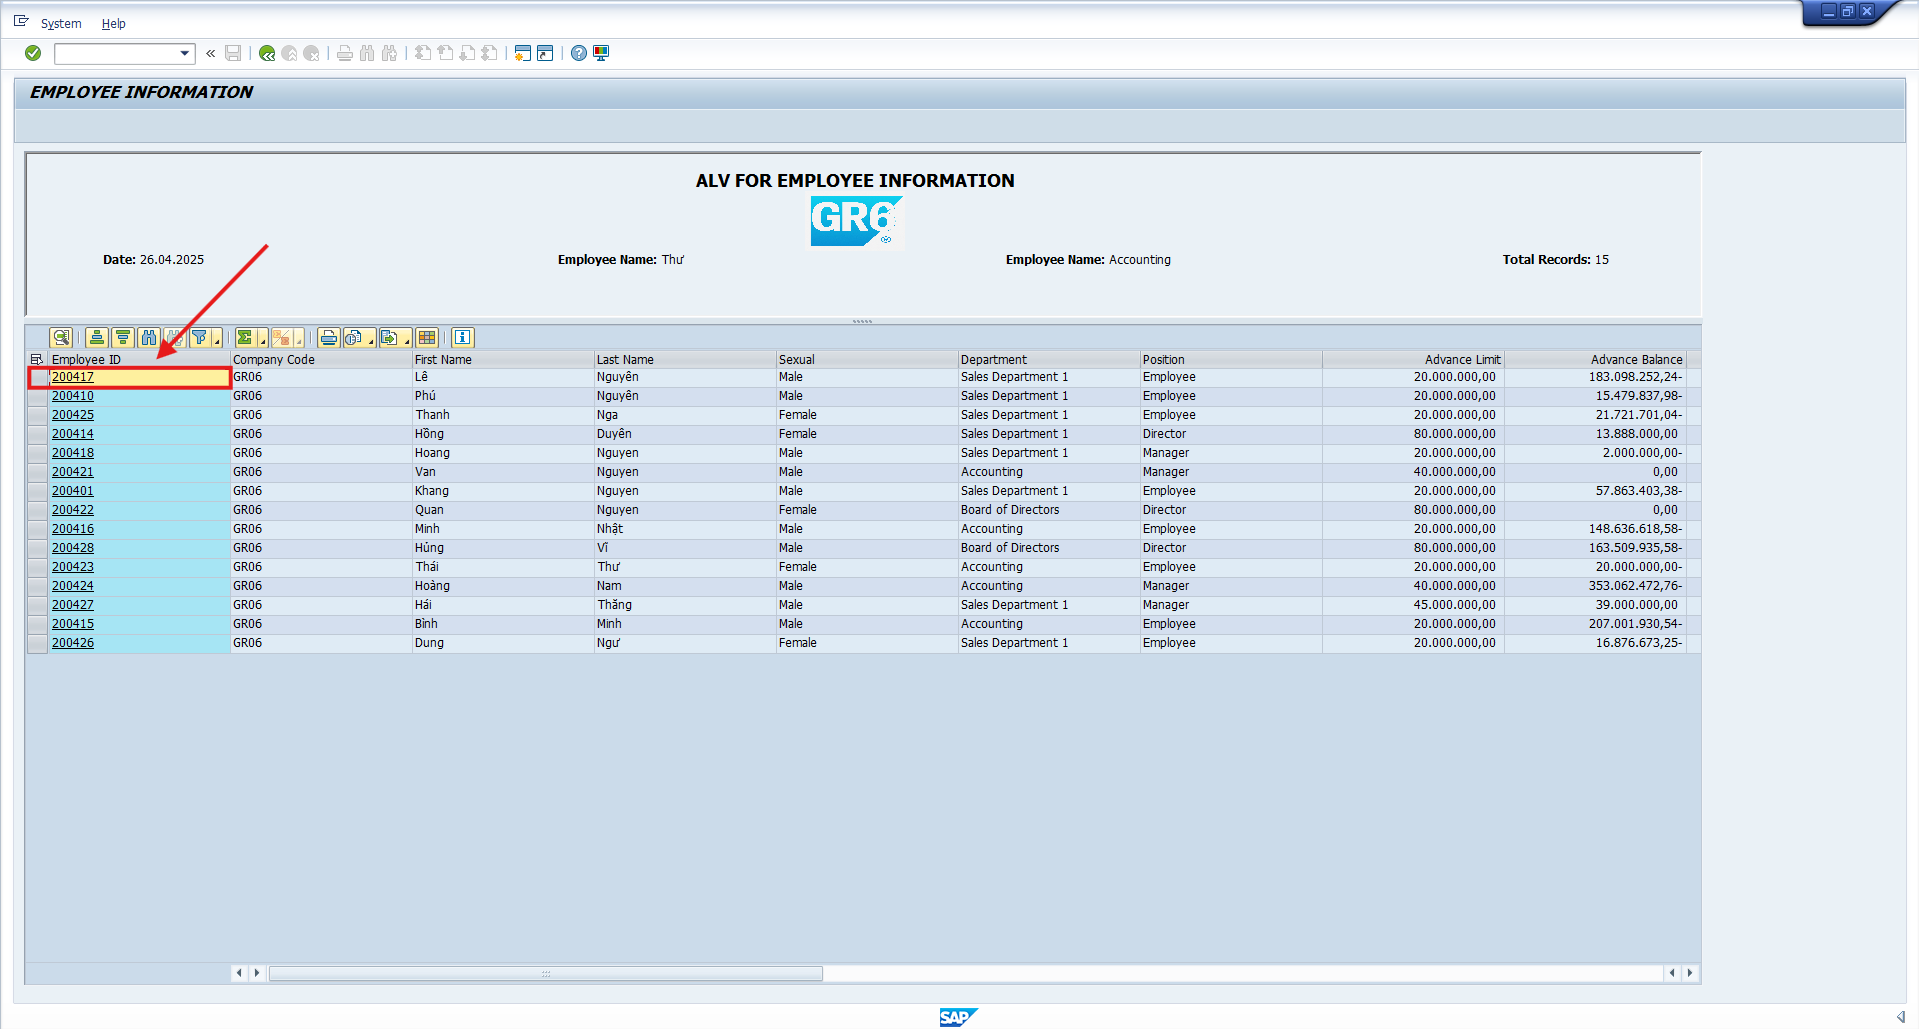 System Help
EMPLOYEE INFORMATION
ALV FOR EMPLOYEE INFORMATION
GR6
Date: 26.04.2025 Employee Name: Thư Employee Name: Accounting Total Records: 15
Employee ID Company Code First Name Last Name Sexual Department Position Advance Limit Advance Balance
200417 GR06 Lê Nguyên Male Sales Department 1 Employee 20.000.000,00 183.098.252,24-
200410 GR06 Phú Nguyên Male Sales Department 1 Employee 20.000.000,00 15.479.837,98-
200425 GR06 Thanh Nga Female Sales Department 1 Employee 20.000.000,00 21.721.701,04-
200414 GR06 Hồng Duyên Female Sales Department 1 Director 80.000.000,00 13.888.000,00
200418 GR06 Hoang Nguyen Male Sales Department 1 Manager 20.000.000,00 2.000.000,00-
200421 GR06 Van Nguyen Male Accounting Manager 40.000.000,00 0,00
200401 GR06 Khang Nguyen Male Sales Department 1 Employee 20.000.000,00 57.863.403,38-
200422 GR06 Quan Nguyen Female Board of Directors Director 80.000.000,00 0,00
200416 GR06 Minh Nhật Male Accounting Employee 20.000.000,00 148.636.618,58-
200428 GR06 Hùng Vĩ Male Board of Directors Director 80.000.000,00 163.509.935,58-
200423 GR06 Thái Thư Female Accounting Employee 20.000.000,00 20.000.000,00-
200424 GR06 Hoàng Nam Male Accounting Manager 40.000.000,00 353.062.472,76-
200427 GR06 Hải Thăng Male Sales Department 1 Manager 45.000.000,00 39.000.000,00
200415 GR06 Bình Minh Male Accounting Employee 20.000.000,00 207.001.930,54-
200426 GR06 Dung Ngư Female Sales Department 1 Employee 20.000.000,00 16.876.673,25-
SAP